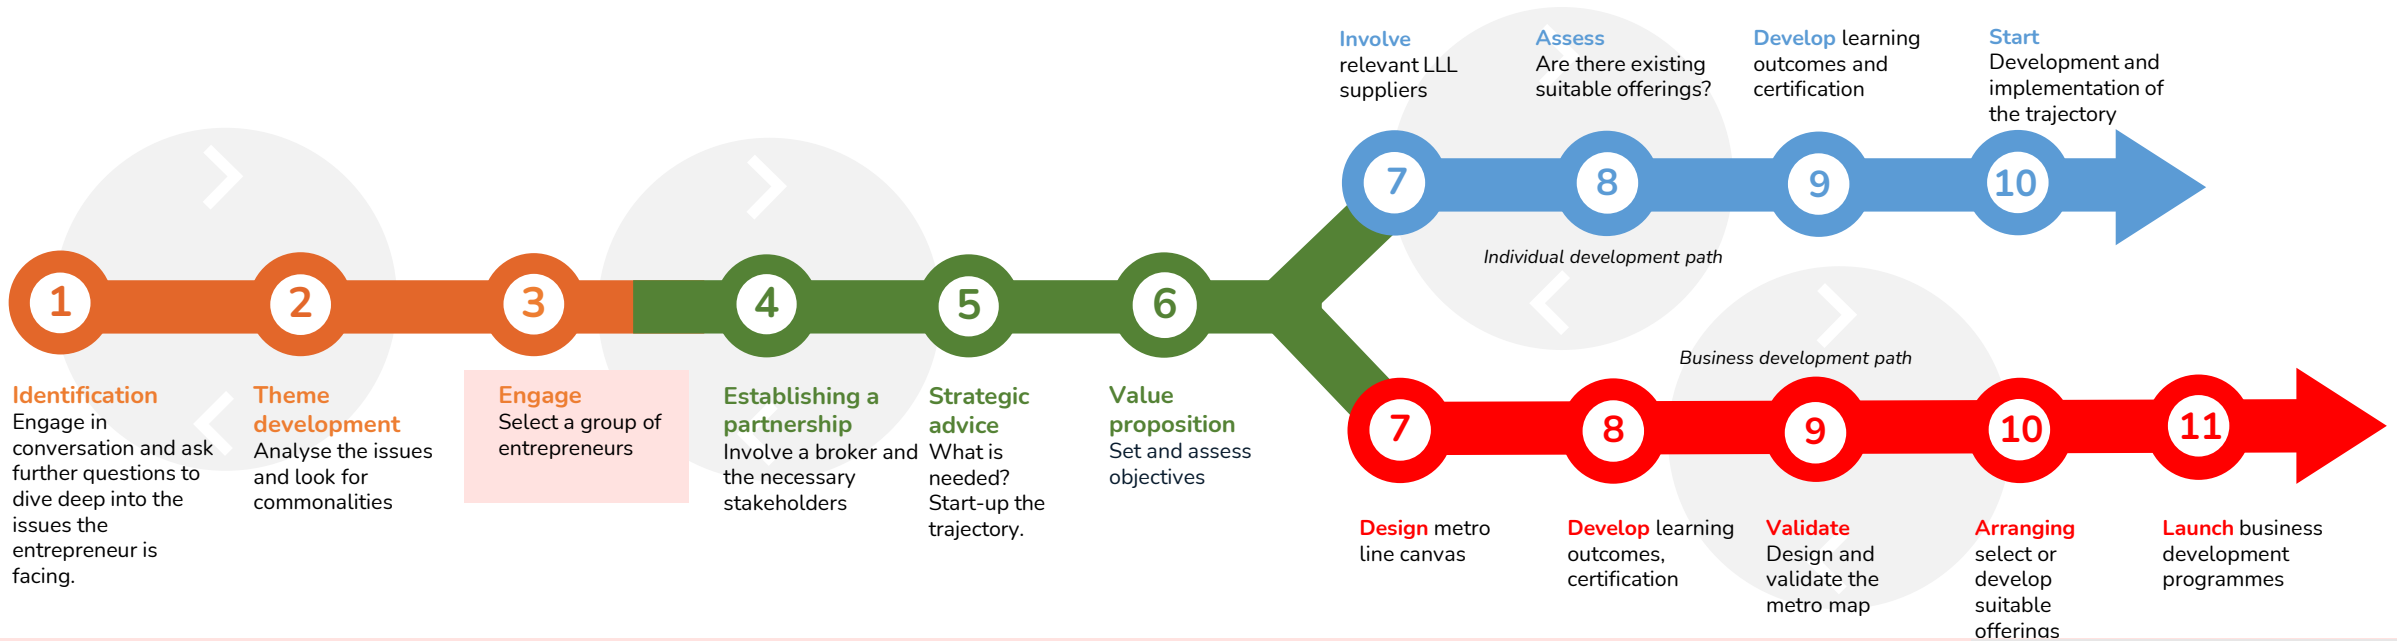 1
2
3
4
5
6
Identification
Engage in
conversation and ask
further questions to
dive deep into the
issues the
entrepreneur is
facing.
Theme
development
Analyse the issues
and look for
commonalities
Engage
Select a group of
entrepreneurs
Establishing a
partnership
Involve a broker and
the necessary
stakeholders
Strategic
advice
What is
needed?
Start-up the
trajectory.
Value
proposition
Set and assess
objectives
Involve
relevant LLL
suppliers
Assess
Are there existing
suitable offerings?
Develop learning
outcomes and
certification
Start
Development and
implementation of
the trajectory
7
8
9
10
Individual development path
Business development path
7
8
9
10
11
Design metro
line canvas
Develop learning
outcomes,
certification
Validate
Design and
validate the
metro map
Arranging
select or
develop
suitable
offerings
Launch business
development
programmes